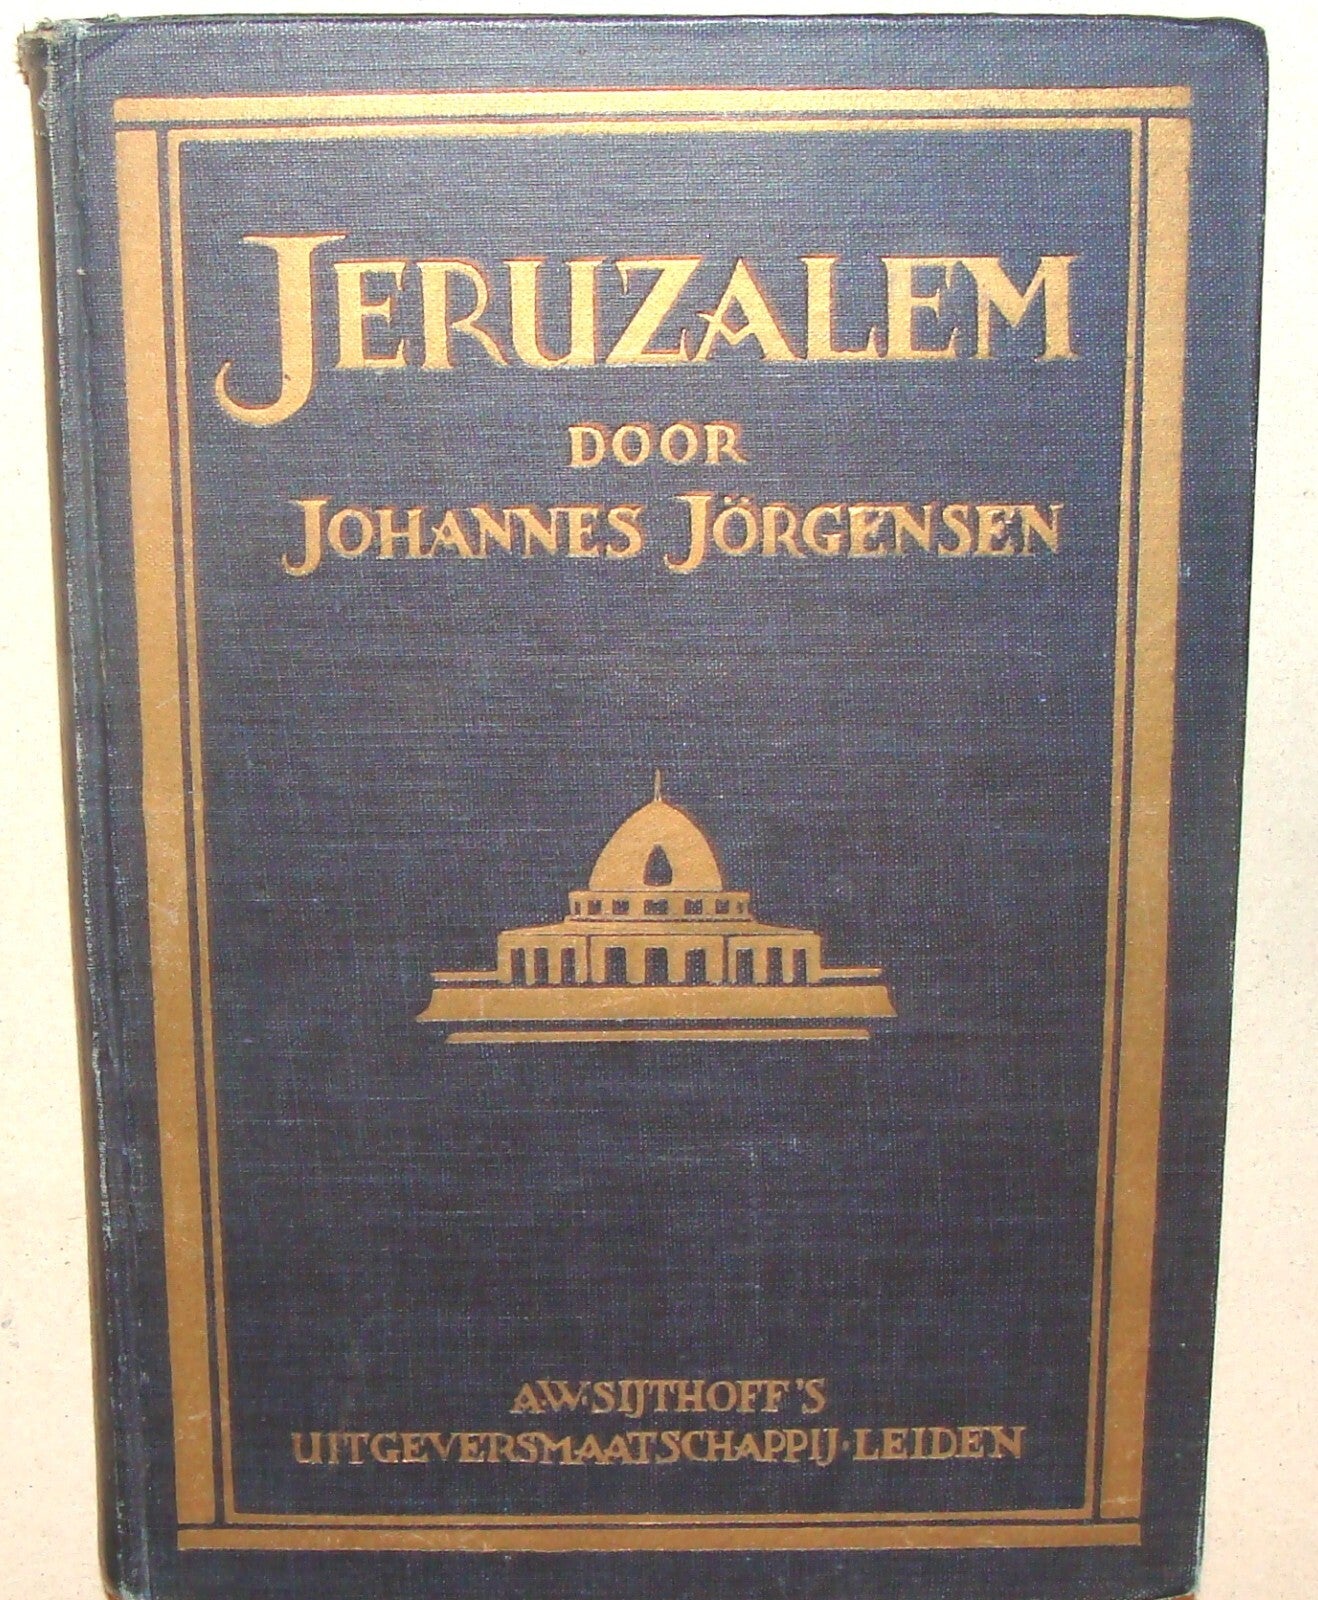 JERUZALEM
DOOR
JOHANNES JÖRGENSEN
A·W·SIJTHOFF'S
UITGEVERSMAATSCHAPPIJ·LEIDEN